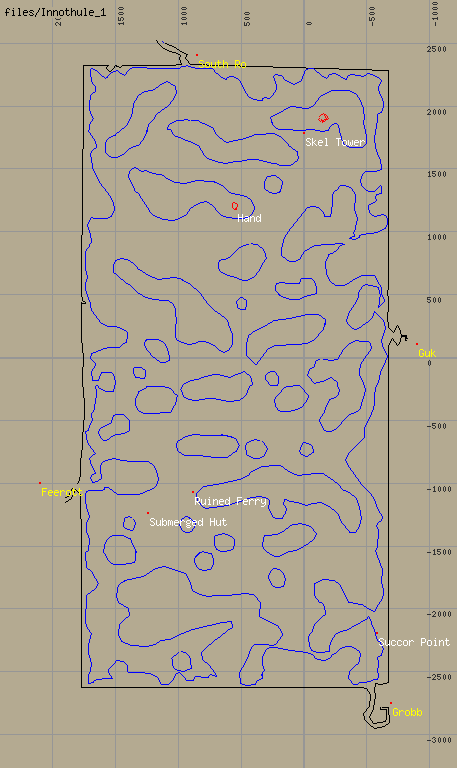 files/Innothule_1
2000
1500
1000
500
0
-500
-1000
2500
South Ro
2000
Skel Tower
1500
Hand
1000
500
Guk
0
-500
Feerrott
-1000
Ruined Ferry
Submerged Hut
-1500
-2000
Succor Point
-2500
Grobb
-3000